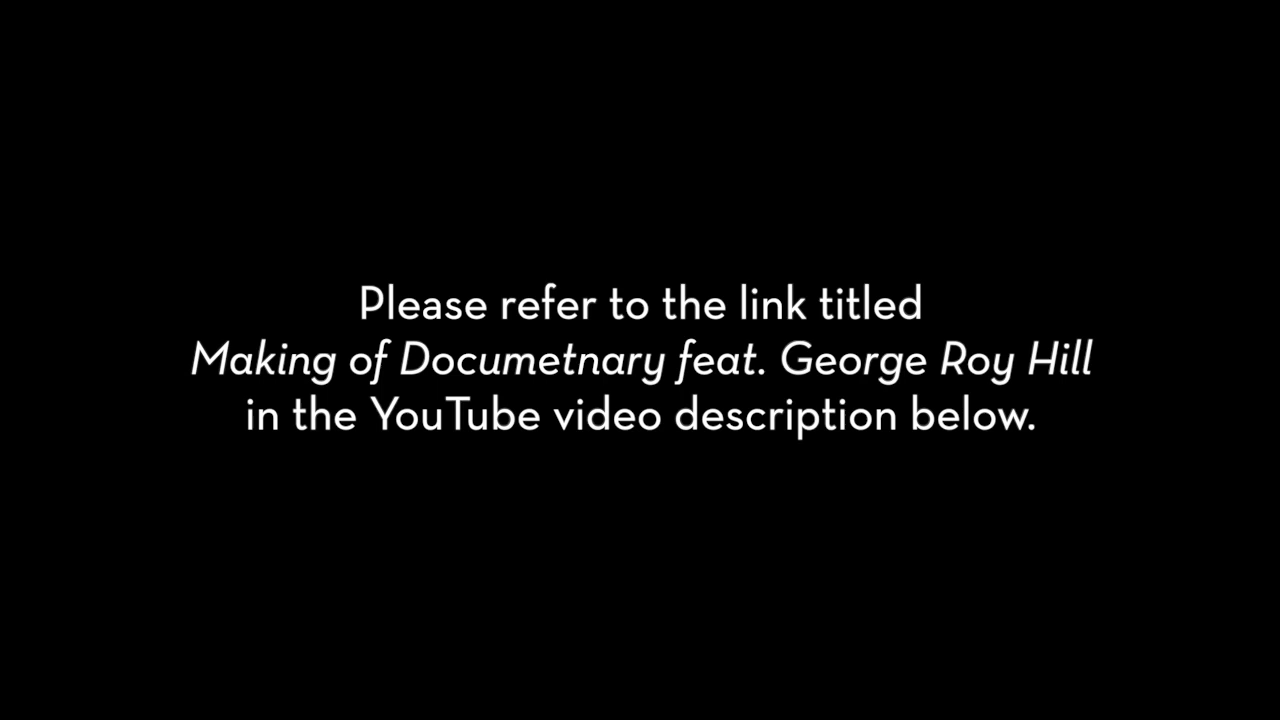 Please refer to the link titled
Making of Documetnary feat. George Roy Hill
in the YouTube video description below.